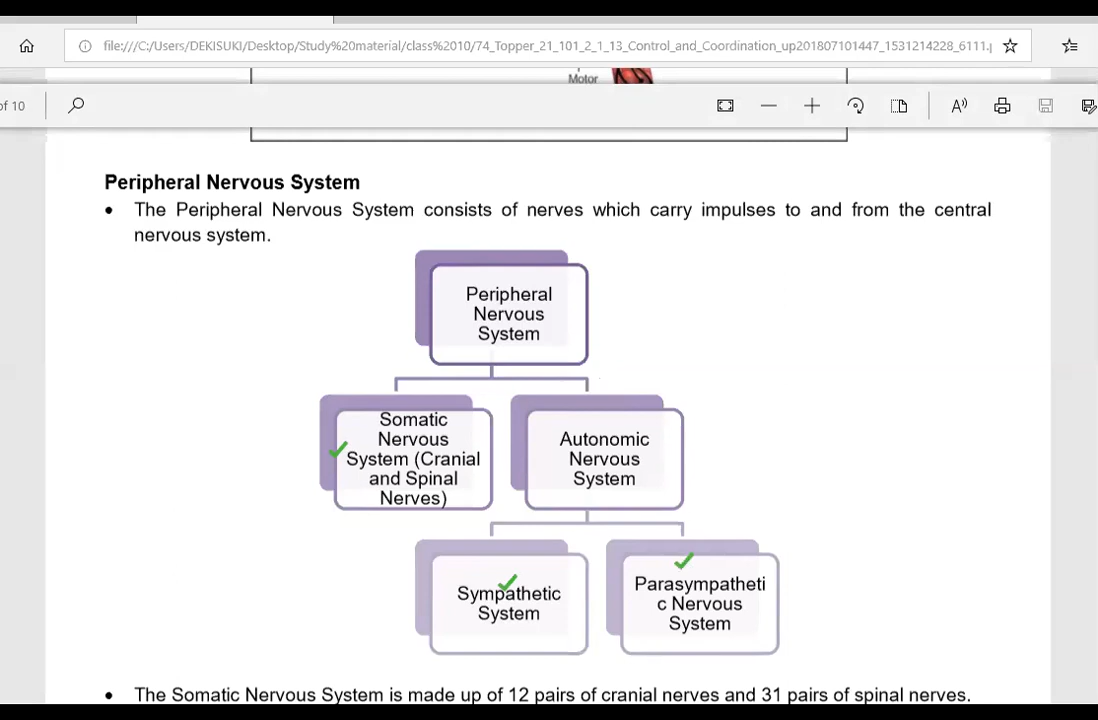 file:///C:/Users/DEKISUKI/Desktop/Study%20material/class%2010/74_Topper_21_101_2_1_13_Control_and_Coordination_up201807101447_1531214228_6111.p
Motor
of 10
Peripheral Nervous System
• The Peripheral Nervous System consists of nerves which carry impulses to and from the central
nervous system.
Peripheral
Nervous
System
Somatic
Nervous
System (Cranial
and Spinal
Nerves)
Autonomic
Nervous
System
Sympathetic
System
Parasympatheti
c Nervous
System
• The Somatic Nervous System is made up of 12 pairs of cranial nerves and 31 pairs of spinal nerves.